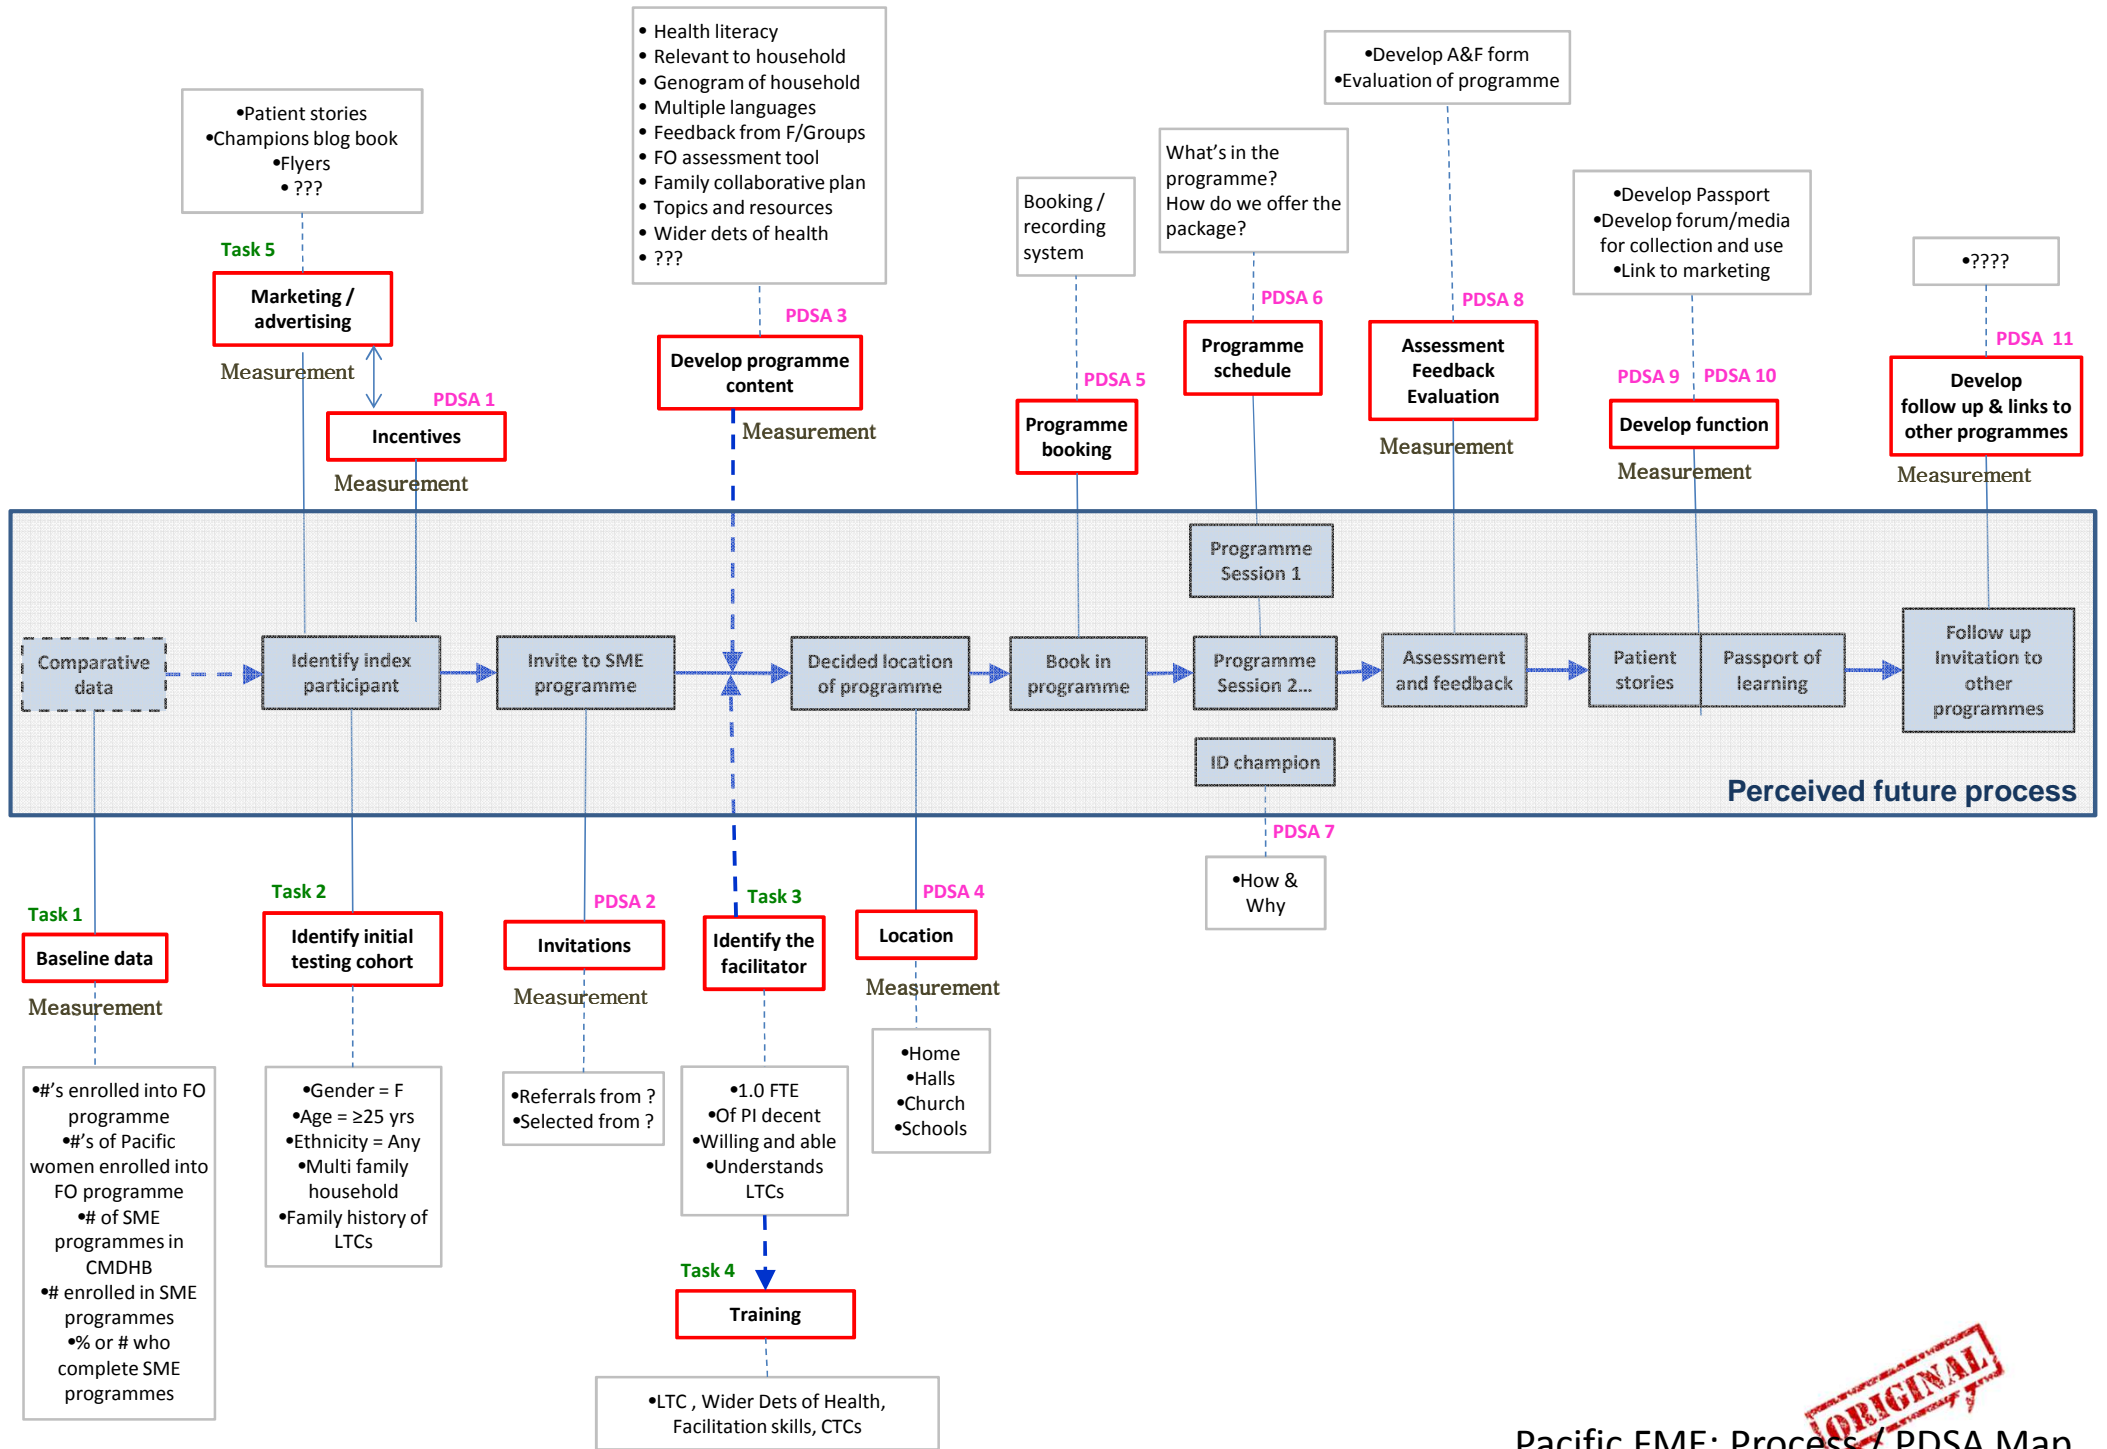 • Health literacy
• Relevant to household
• Genogram of household
• Multiple languages
• Feedback from F/Groups
• FO assessment tool
• Family collaborative plan
• Topics and resources
• Wider dets of health
• ???
•Develop A&F form
•Evaluation of programme
•Patient stories
•Champions blog book
•Flyers
• ???
What's in the
programme?
How do we offer the
package?
Booking /
recording
system
•Develop Passport
•Develop forum/media
for collection and use
•Link to marketing
•????
Task 5
Marketing /
advertising
Measurement
PDSA 1
Incentives
Measurement
PDSA 3
Develop programme
content
Measurement
PDSA 5
Programme
booking
PDSA 6
Programme
schedule
PDSA 8
Assessment
Feedback
Evaluation
Measurement
PDSA 9
PDSA 10
Develop function
Measurement
PDSA 11
Develop
follow up & links to
other programmes
Measurement
Programme
Session 1
Comparative
data
Identify index
participant
Invite to SME
programme
Decided location
of programme
Book in
programme
Programme
Session 2...
Assessment
and feedback
Patient
stories
Passport of
learning
Follow up
Invitation to
other
programmes
ID champion
Perceived future process
PDSA 7
•How &
Why
Task 1
Baseline data
Measurement
•#'s enrolled into FO
programme
•#'s of Pacific
women enrolled into
FO programme
•# of SME
programmes in
CMDHB
•# enrolled in SME
programmes
•% or # who
complete SME
programmes
Task 2
Identify initial
testing cohort
•Gender = F
•Age = ≥25 yrs
•Ethnicity = Any
•Multi family
household
•Family history of
LTCs
PDSA 2
Invitations
Measurement
•Referrals from ?
•Selected from ?
Task 3
Identify the
facilitator
•1.0 FTE
•Of PI decent
•Willing and able
•Understands
LTCs
PDSA 4
Location
Measurement
•Home
•Halls
•Church
•Schools
Task 4
Training
•LTC , Wider Dets of Health,
Facilitation skills, CTCs
ORIGINAL
Pacific FME: Process / PDSA Map